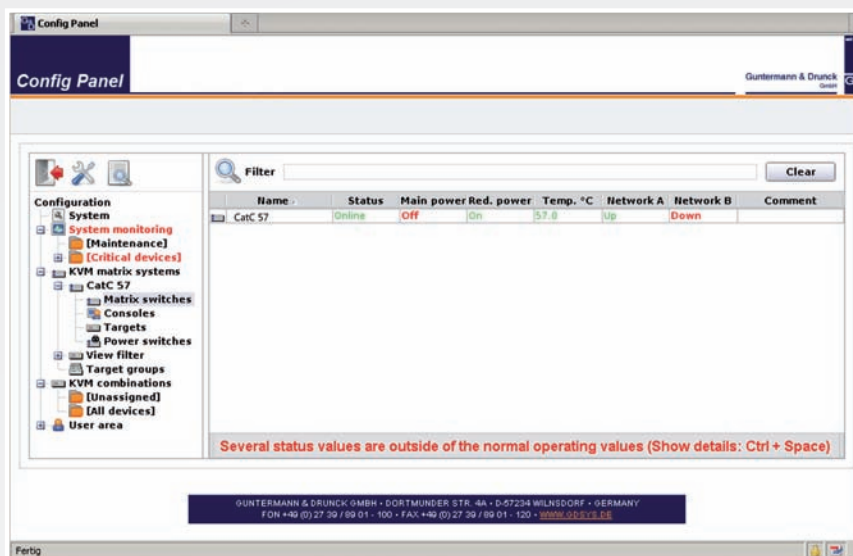 Config Panel
Config Panel
Guntermann & Drunck
GmbH
Filter
Clear
Configuration
System
System monitoring
[Maintenance]
[Critical devices]
KVM matrix systems
CatC 57
Matrix switches
Consoles
Targets
Power switches
View filter
Target groups
KVM combinations
[Unassigned]
[All devices]
User area
Name Status Main power Red. power Temp. °C Network A Network B Comment
CatC 57 Online Off On 57.0 Up Down
Several status values are outside of the normal operating values (Show details: Ctrl + Space)
GUNTERMANN & DRUNCK GMBH • DORTMUNDER STR. 4A • D-57234 WILNSDORF • GERMANY
FON +49 (0) 27 39 / 89 01 - 100 • FAX +49 (0) 27 39 / 89 01 - 120 • WWW.GDSYS.DE
Fertig